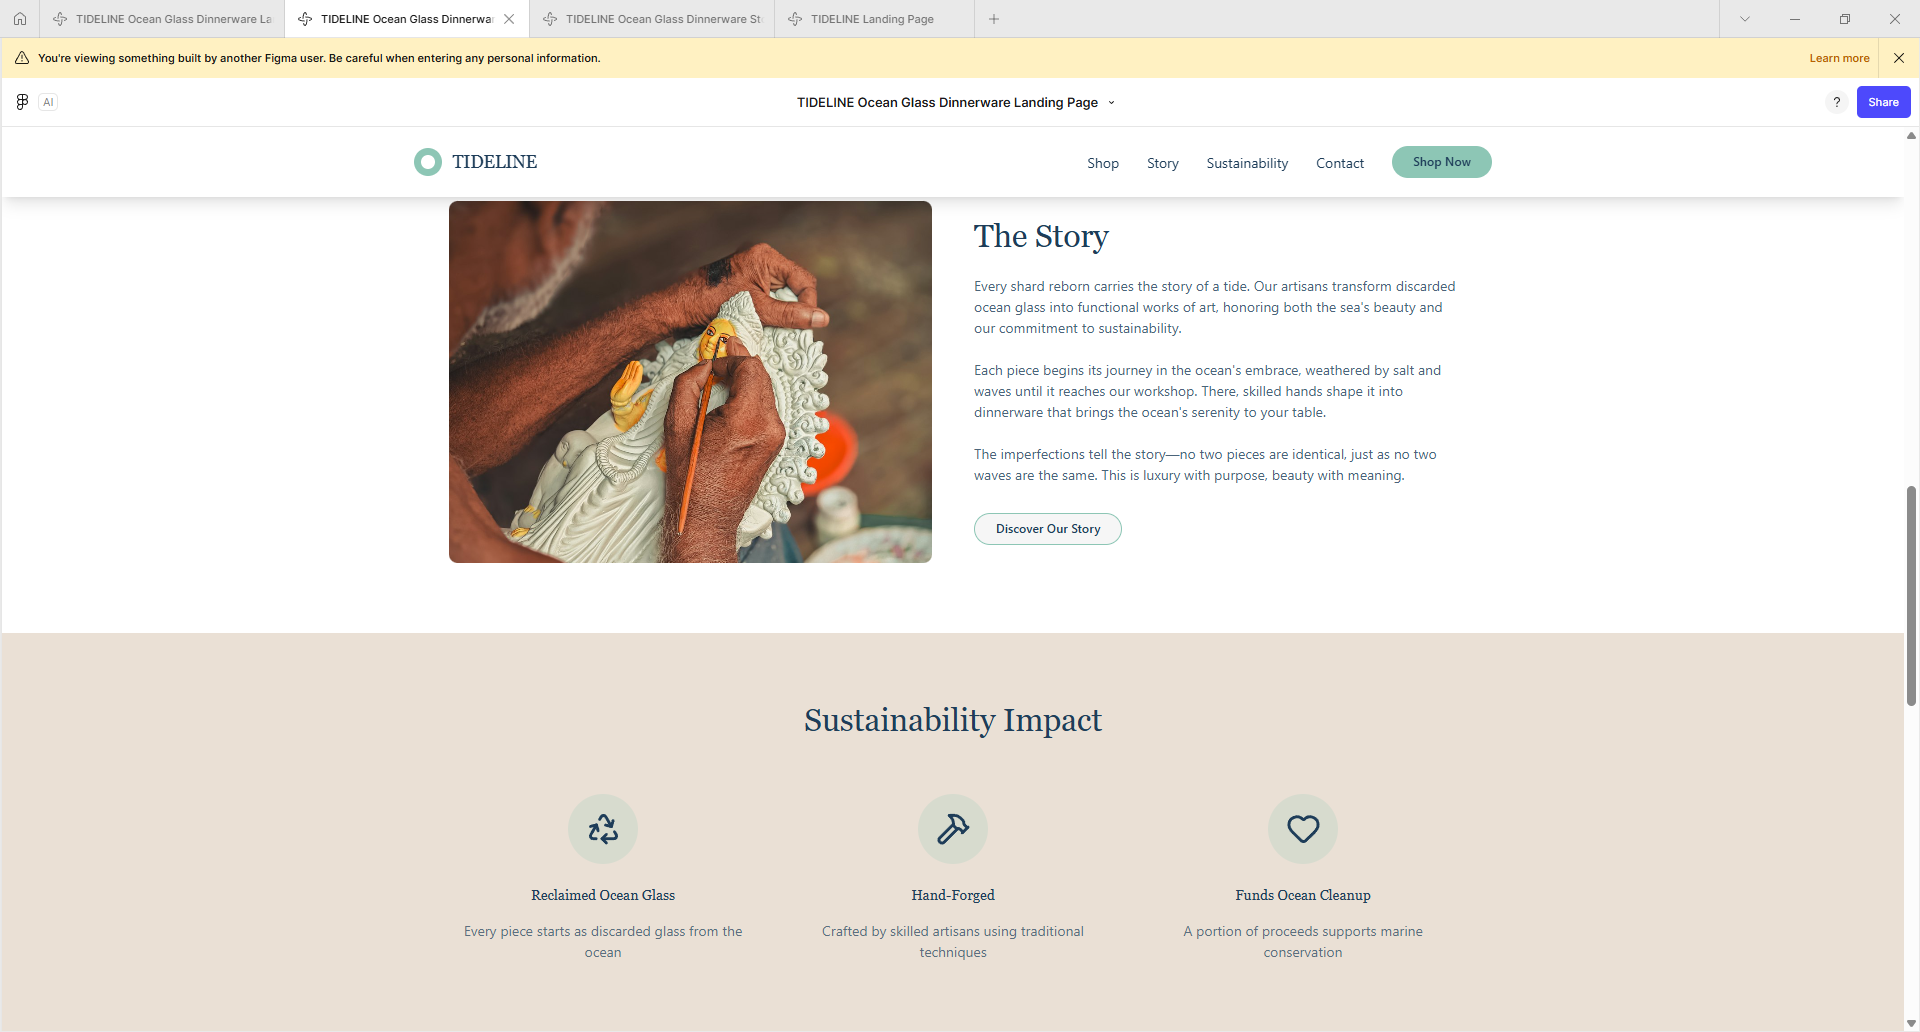 TIDELINE Ocean Glass Dinnerware La
TIDELINE Ocean Glass Dinnerwa
TIDELINE Ocean Glass Dinnerware St
TIDELINE Landing Page
You're viewing something built by another Figma user. Be careful when entering any personal information.
Learn more
AI
TIDELINE Ocean Glass Dinnerware Landing Page
?
Share
TIDELINE
Shop
Story
Sustainability
Contact
Shop Now
The Story
Every shard reborn carries the story of a tide. Our artisans transform discarded
ocean glass into functional works of art, honoring both the sea's beauty and
our commitment to sustainability.
Each piece begins its journey in the ocean's embrace, weathered by salt and
waves until it reaches our workshop. There, skilled hands shape it into
dinnerware that brings the ocean's serenity to your table.
The imperfections tell the story—no two pieces are identical, just as no two
waves are the same. This is luxury with purpose, beauty with meaning.
Discover Our Story
Sustainability Impact
Reclaimed Ocean Glass
Every piece starts as discarded glass from the
ocean
Hand-Forged
Crafted by skilled artisans using traditional
techniques
Funds Ocean Cleanup
A portion of proceeds supports marine
conservation